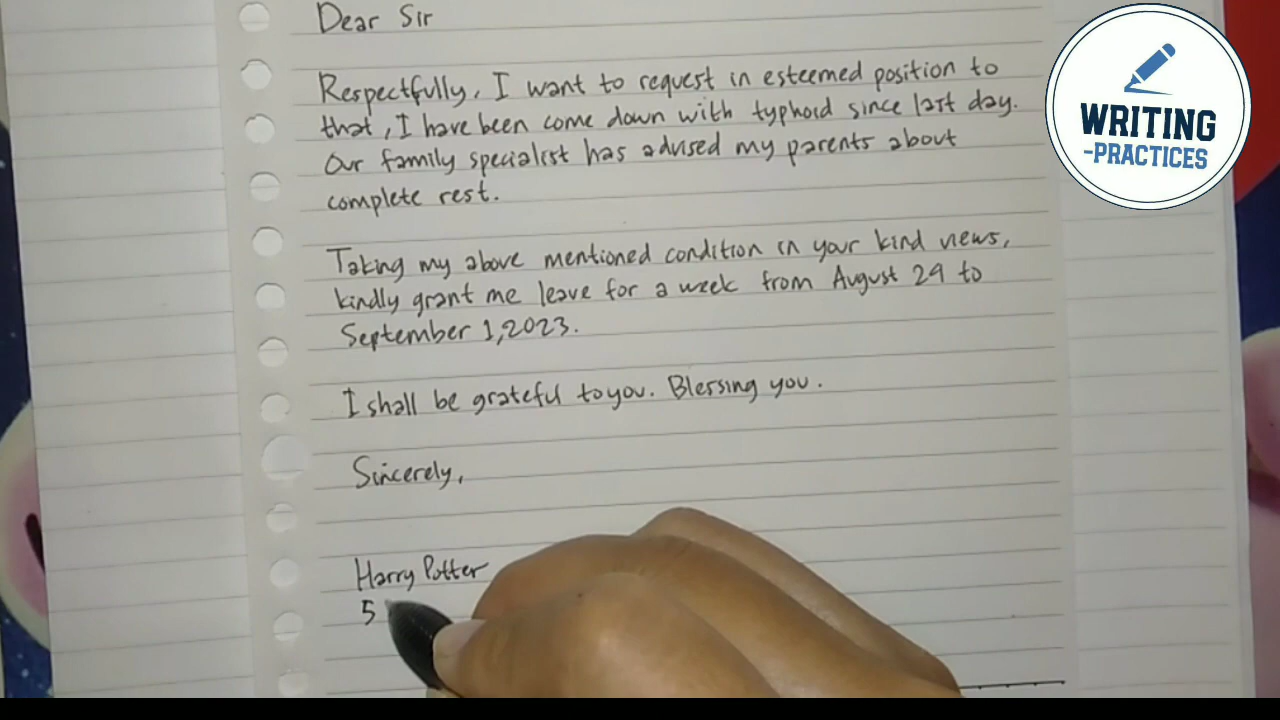 Dear Sir
Respectfully, I want to request in esteemed position to
that, I have been come down with typhoid since last day.
Our family specialist has advised my parents about
complete rest.
Taking my above mentioned condition in your kind news,
kindly grant me leave for a week from August 29 to
September 1, 2023.
I shall be grateful to you. Blessing you.
Sincerely,
Harry Potter
5
WRITING
-PRACTICES